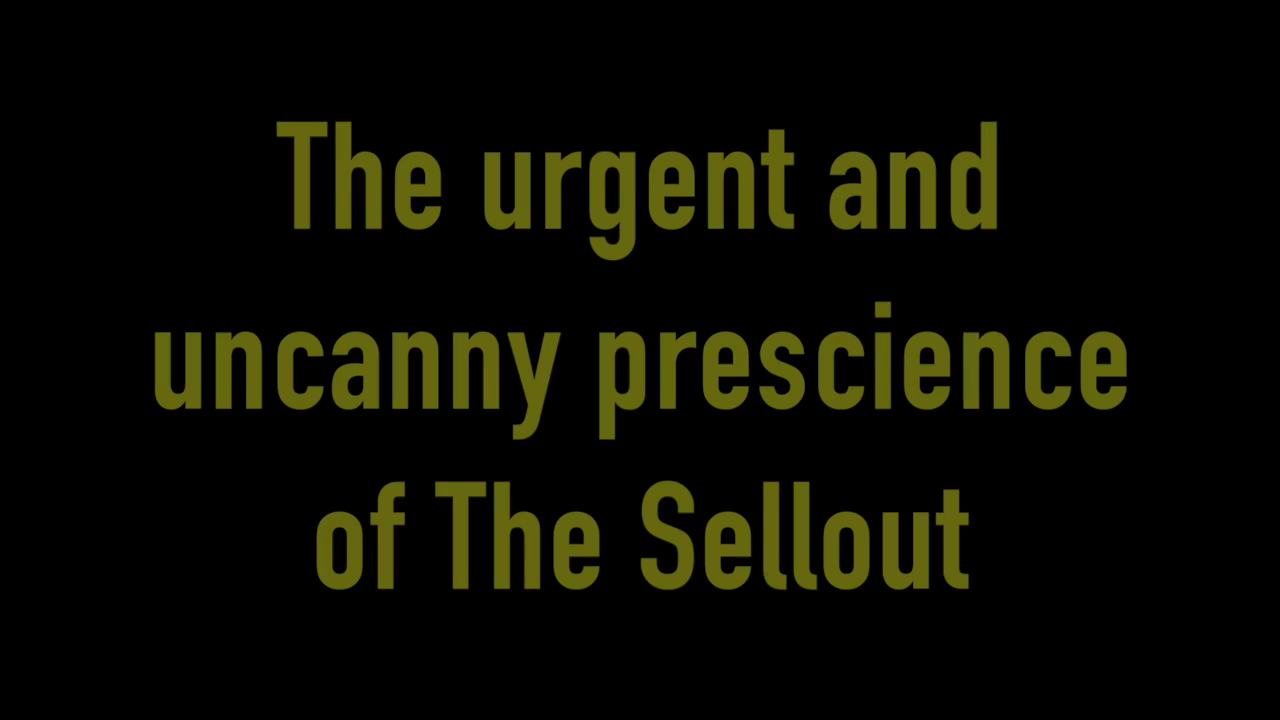 The urgent and
uncanny prescience
of The Sellout